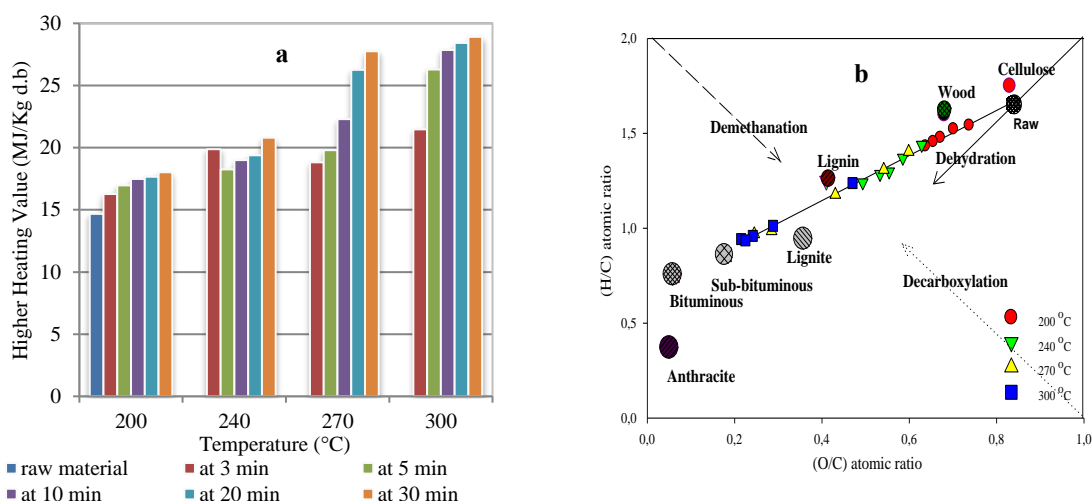 a
Higher Heating Value (MJ/Kg d.b)
30
25
20
15
10
5
0
200 240 270 300
Temperature (°C)
raw material at 3 min at 5 min
at 10 min at 20 min at 30 min
b
(H/C) atomic ratio
2,0
1,5
1,0
0,5
0,0
Cellulose
Wood
Raw
Demethanation
Dehydration
Lignin
Lignite
Sub-bituminous
Bituminous
Decarboxylation
Anthracite
200 °C
240 °C
270 °C
300 °C
0,0 0,2 0,4 0,6 0,8 1,0
(O/C) atomic ratio